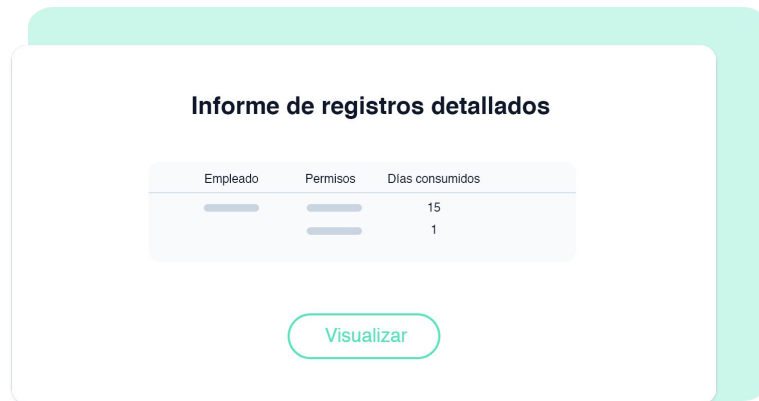 Informe de registros detallados
Empleado Permisos Días consumidos
15
1
Visualizar